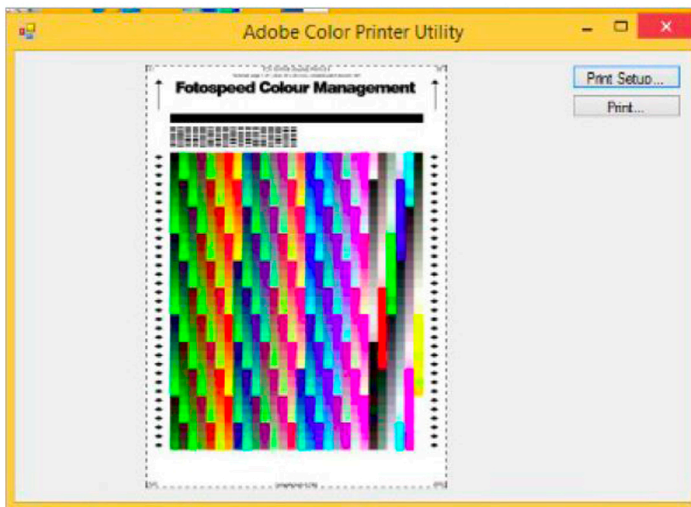 Adobe Color Printer Utility
Print Setup...
Print...
Fotospeed Colour Management